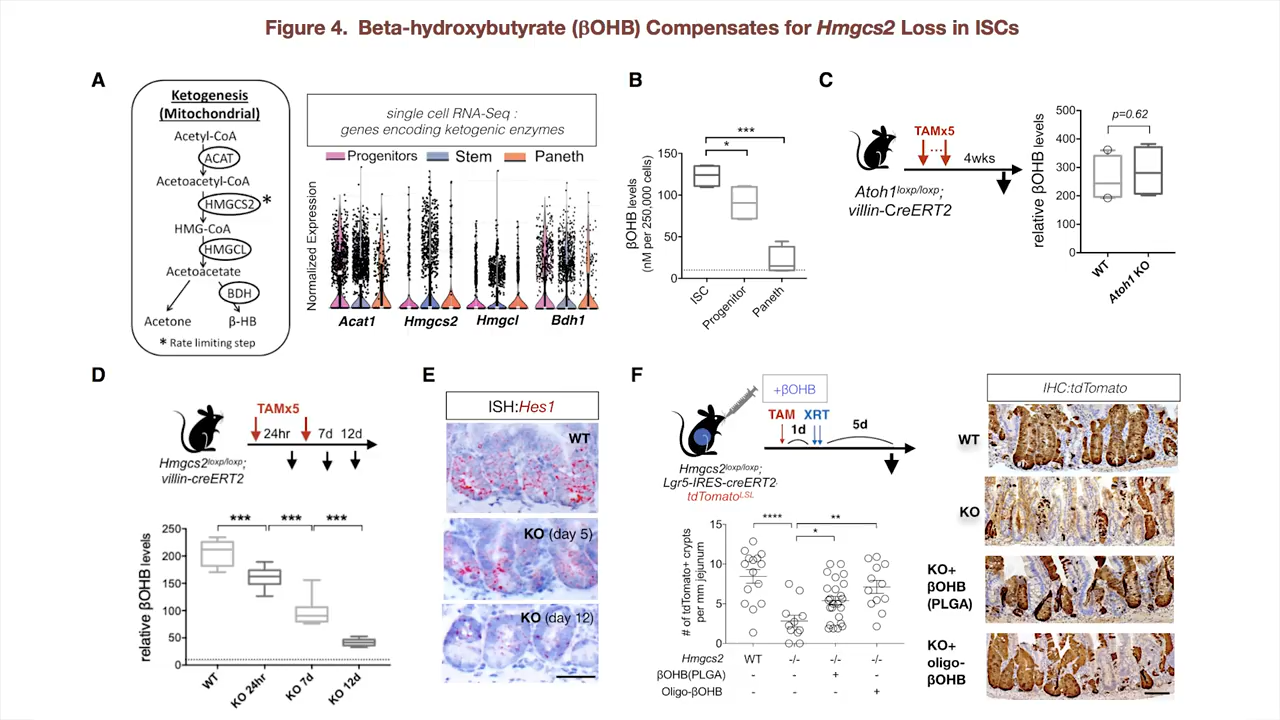 Figure 4. Beta-hydroxybutyrate (βOHB) Compensates for Hmgcs2 Loss in ISCs
A
Ketogenesis
(Mitochondrial)
Acetyl-CoA
ACAT
Acetoacetyl-CoA
HMGCS2 *
HMG-CoA
HMGCL
Acetoacetate
BDH
Acetone
β-HB
* Rate limiting step
single cell RNA-Seq :
genes encoding ketogenic enzymes
Progenitors Stem Paneth
Normalized Expression
Acat1 Hmgcs2 Hmgcl Bdh1
B
***
*
βOHB levels
(nM per 250,000 cells)
150
100
50
0
ISC
Progenitor
Paneth
C
TAMx5
...
4wks
Atoh1loxp/loxp;
villin-CreERT2
p=0.62
relative βOHB levels
500
400
300
200
100
0
WT
Atoh1 KO
D
TAMx5
24hr 7d 12d
Hmgcs2loxp/loxp;
villin-creERT2
*** *** ***
relative βOHB levels
250
200
150
100
50
0
WT
KO 24hr
KO 7d
KO 12d
E
ISH:Hes1
WT
KO (day 5)
KO (day 12)
F
+βOHB
TAM XRT
1d
5d
Hmgcs2loxp/loxp;
Lgr5-IRES-creERT2;
tdTomatoLSL
**** **
*
# of tdTomato+ crypts
per mm jejunum
15
10
5
0
Hmgcs2 WT -/- -/- -/-
βOHB(PLGA) - - + -
Oligo-βOHB - - - +
IHC:tdTomato
WT
KO
KO+
βOHB
(PLGA)
KO+
oligo-
βOHB